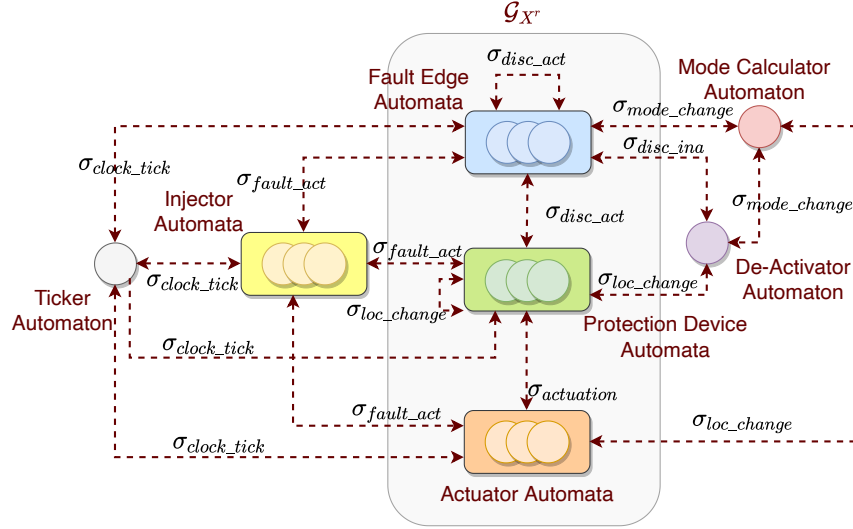 𝒢_{X^r}
σ_{disc_act}
Fault Edge
Automata
Mode Calculator
Automaton
σ_{mode_change}
σ_{disc_ina}
σ_{clock_tick}
σ_{fault_act}
Injector
Automata
σ_{mode_change}
σ_{disc_act}
σ_{fault_act}
σ_{clock_tick}
σ_{loc_change}
De-Activator
Automaton
Ticker
Automaton
σ_{loc_change}
Protection Device
Automata
σ_{clock_tick}
σ_{actuation}
σ_{fault_act}
σ_{loc_change}
σ_{clock_tick}
Actuator Automata